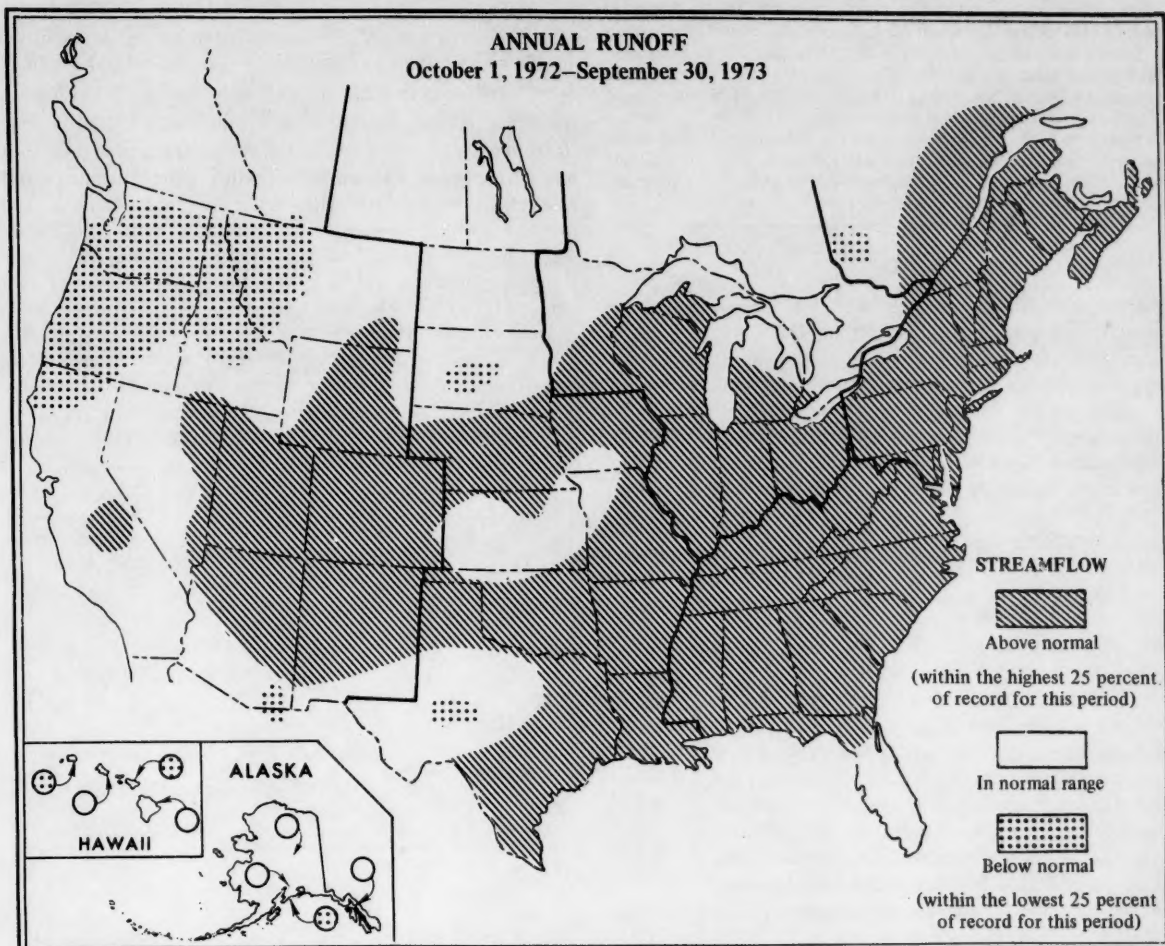 ANNUAL RUNOFF
October 1, 1972–September 30, 1973
STREAMFLOW
Above normal
(within the highest 25 percent
of record for this period)
In normal range
Below normal
(within the lowest 25 percent
of record for this period)
HAWAII
ALASKA